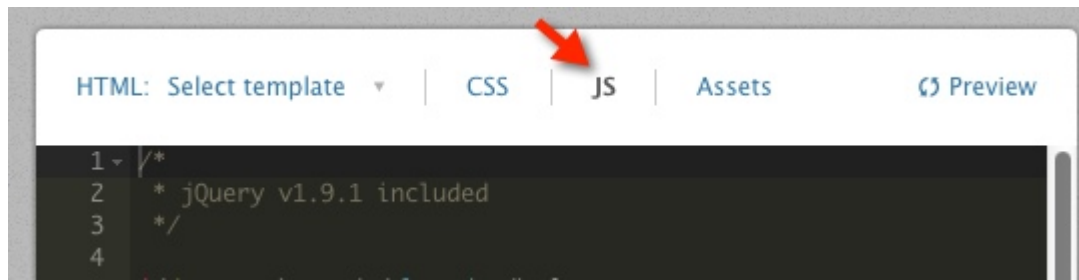 HTML: Select template CSS JS Assets Preview
1 /*
2 * jQuery v1.9.1 included
3 */
4